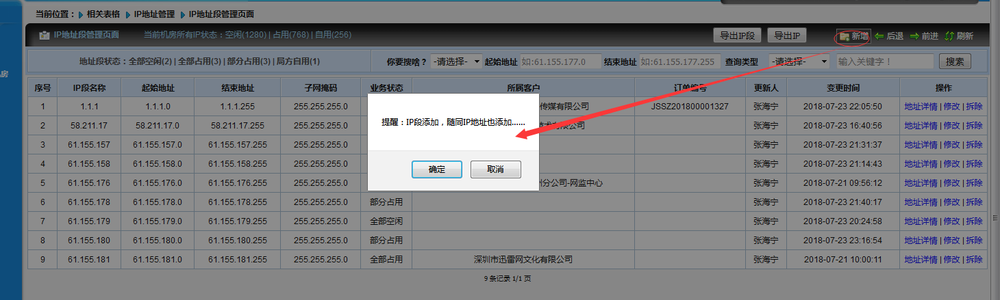 当前位置： 相关表格 IP地址管理 IP地址段管理页面
IP地址段管理页面 当前机房所有IP状态：空闲(1280) | 占用(768) | 自用(256) 导出IP段 导出IP 新增 后退 前进 刷新
地址段状态：全部空闲(2) | 全部占用(3) | 部分占用(3) | 局方自用(1) 你要搜啥？ -请选择- 起始地址 如:61.155.177.0 结束地址 如:61.155.177.255 查询类型 -请选择- 输入关键字！ 搜索
房
序号 IP段名称 起始地址 结束地址 子网掩码 业务状态 所属客户 订单编号 更新人 变更时间 操作
1 1.1.1 1.1.1.0 1.1.1.255 255.255.255.0 传媒有限公司 JSSZ201800001327 张海宁 2018-07-23 22:05:50 地址详情 | 修改 | 拆除
2 58.211.17 58.211.17.0 58.211.17.255 255.255.255.0 技术有限公司 张海宁 2018-07-23 16:40:56 地址详情 | 修改 | 拆除
3 61.155.157 61.155.157.0 61.155.157.255 255.255.255.0 张海宁 2018-07-23 21:31:37 地址详情 | 修改 | 拆除
4 61.155.158 61.155.158.0 61.155.158.255 255.255.255.0 张海宁 2018-07-23 21:14:43 地址详情 | 修改 | 拆除
5 61.155.176 61.155.176.0 61.155.176.255 255.255.255.0 州分公司-网监中心 张海宁 2018-07-21 09:56:12 地址详情 | 修改 | 拆除
6 61.155.178 61.155.178.0 61.155.178.255 255.255.255.0 部分占用 张海宁 2018-07-23 21:40:17 地址详情 | 修改 | 拆除
7 61.155.179 61.155.179.0 61.155.179.255 255.255.255.0 全部空闲 张海宁 2018-07-23 20:24:58 地址详情 | 修改 | 拆除
8 61.155.180 61.155.180.0 61.155.180.255 255.255.255.0 部分占用 张海宁 2018-07-23 23:16:54 地址详情 | 修改 | 拆除
9 61.155.181 61.155.181.0 61.155.181.255 255.255.255.0 全部占用 深圳市迅雷网文化有限公司 张海宁 2018-07-21 10:00:11 地址详情 | 修改 | 拆除
9 条记录 1/1 页
提醒：IP段添加，随同IP地址也添加......
确定 取消